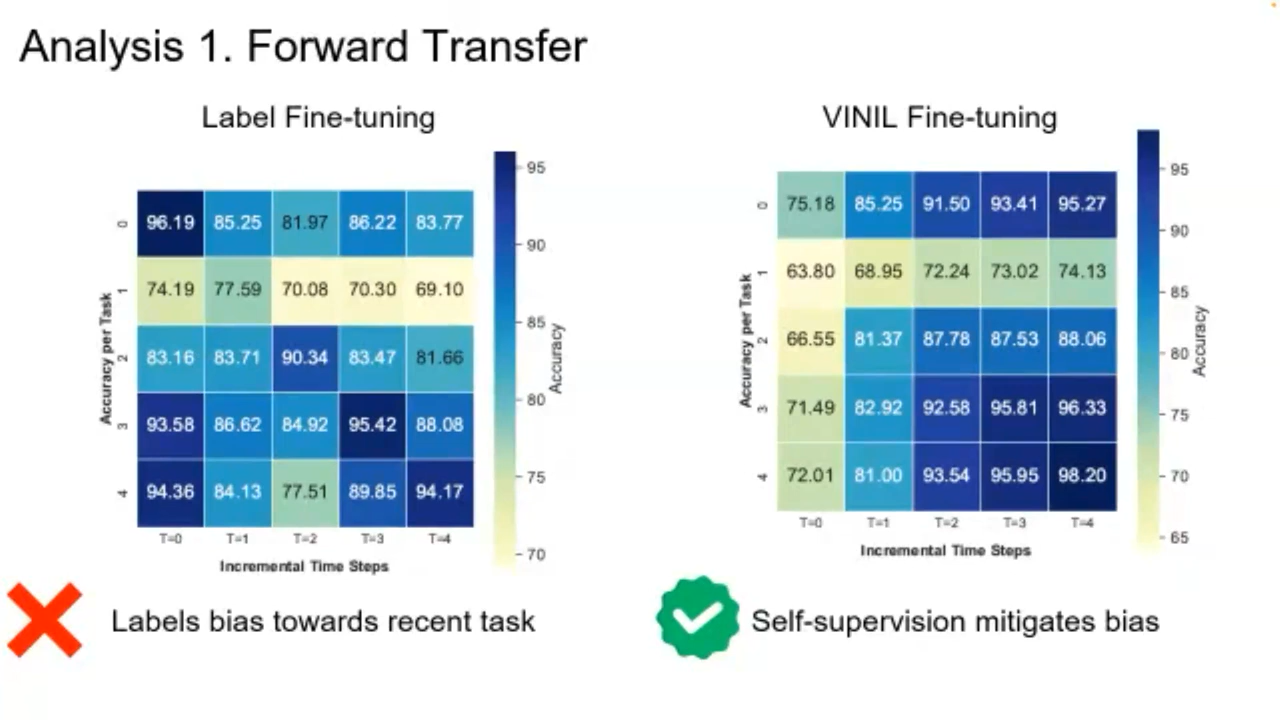 Analysis 1. Forward Transfer
Label Fine-tuning
95
90
85
80
75
70
Accuracy
Accuracy per Task
0
96.19 85.25 81.97 86.22 83.77
1
74.19 77.59 70.08 70.30 69.10
2
83.16 83.71 90.34 83.47 81.66
3
93.58 86.62 84.92 95.42 88.08
4
94.36 84.13 77.51 89.85 94.17
T=0 T=1 T=2 T=3 T=4
Incremental Time Steps
Labels bias towards recent task
VINIL Fine-tuning
95
90
85
80
75
70
65
Accuracy
Accuracy per Task
0
75.18 85.25 91.50 93.41 95.27
1
63.80 68.95 72.24 73.02 74.13
2
66.55 81.37 87.78 87.53 88.06
3
71.49 82.92 92.58 95.81 96.33
4
72.01 81.00 93.54 95.95 98.20
T=0 T=1 T=2 T=3 T=4
Incremental Time Steps
Self-supervision mitigates bias